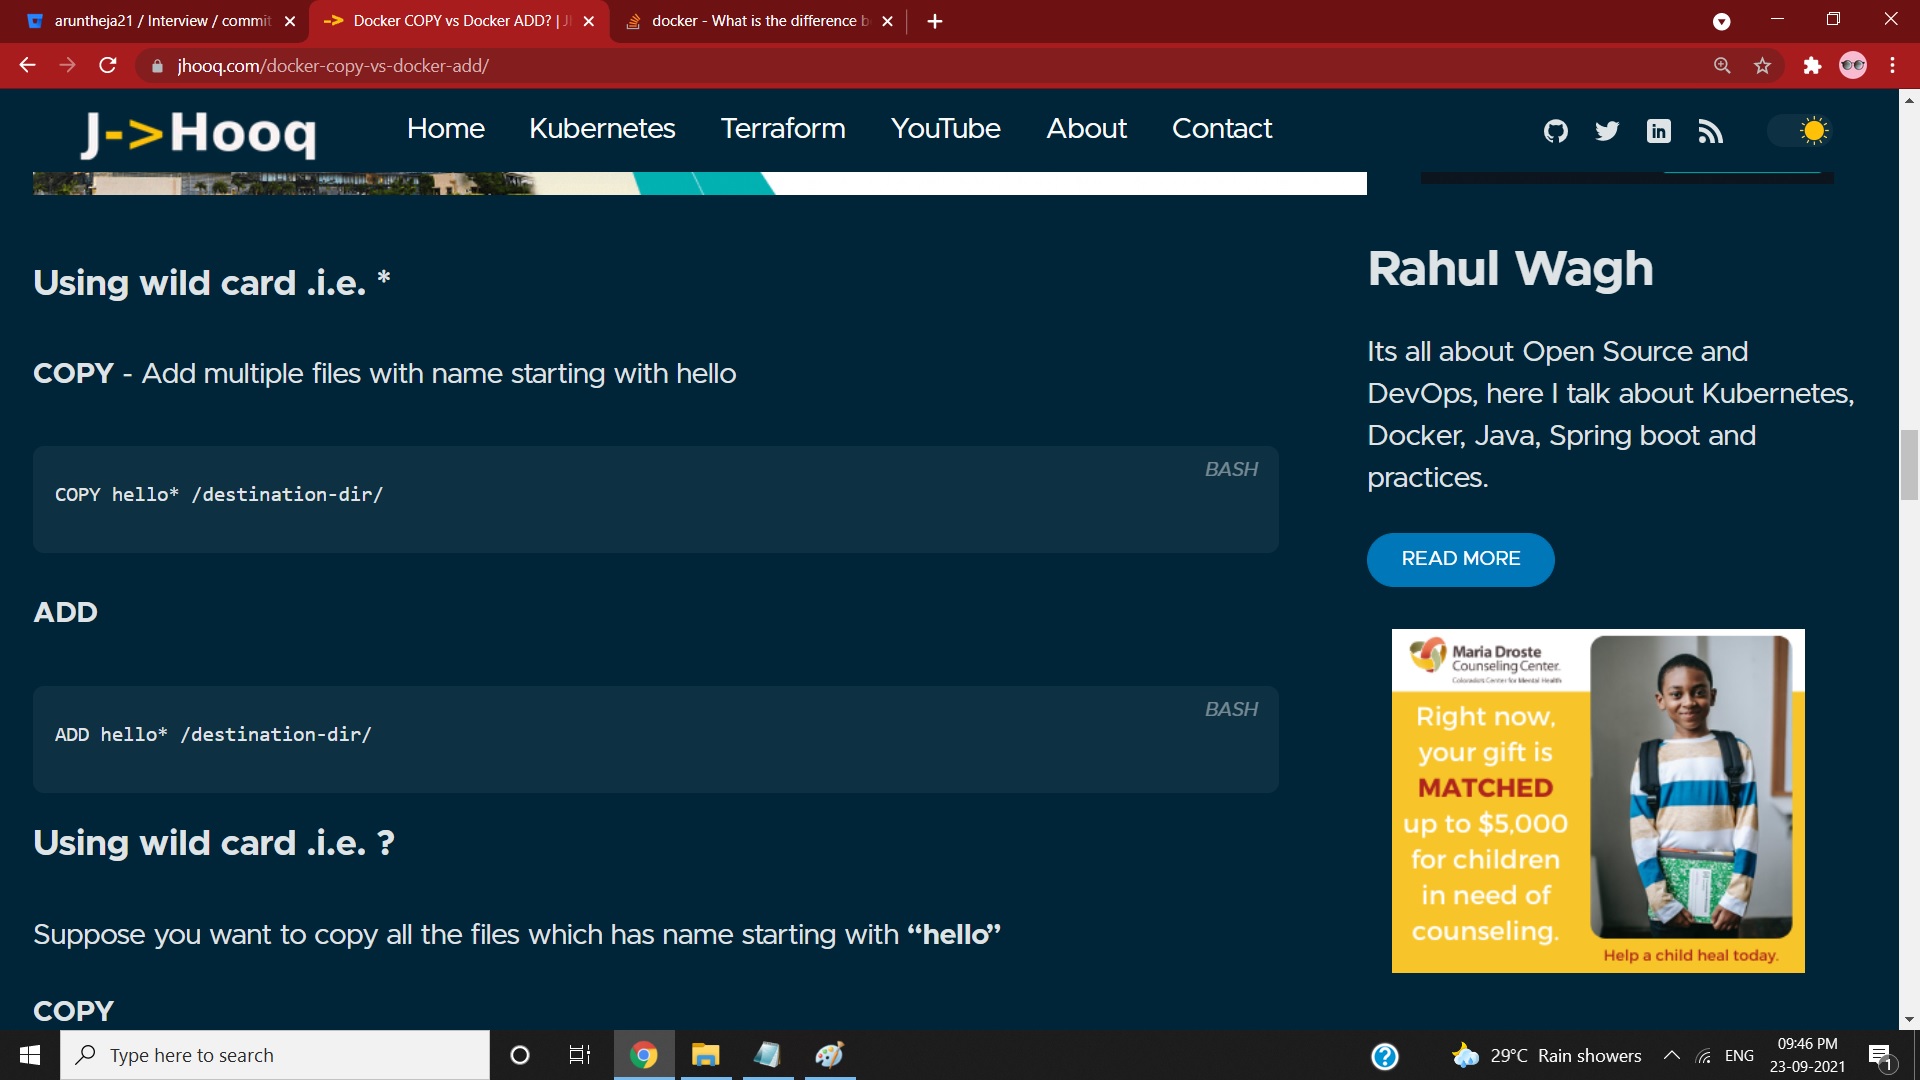 aruntheja21 / Interview / commit
Docker COPY vs Docker ADD? | J
docker - What is the difference b
jhooq.com/docker-copy-vs-docker-add/
J->Hooq
Home
Kubernetes
Terraform
YouTube
About
Contact
Using wild card .i.e. *
COPY - Add multiple files with name starting with hello
BASH
COPY hello* /destination-dir/
ADD
BASH
ADD hello* /destination-dir/
Using wild card .i.e. ?
Suppose you want to copy all the files which has name starting with “hello”
COPY
Rahul Wagh
Its all about Open Source and
DevOps, here I talk about Kubernetes,
Docker, Java, Spring boot and
practices.
READ MORE
Maria Droste
Counseling Center.
Colorado's Center for Mental Health
Right now,
your gift is
MATCHED
up to $5,000
for children
in need of
counseling.
Help a child heal today.
Type here to search
29°C Rain showers
ENG
09:46 PM
23-09-2021
1